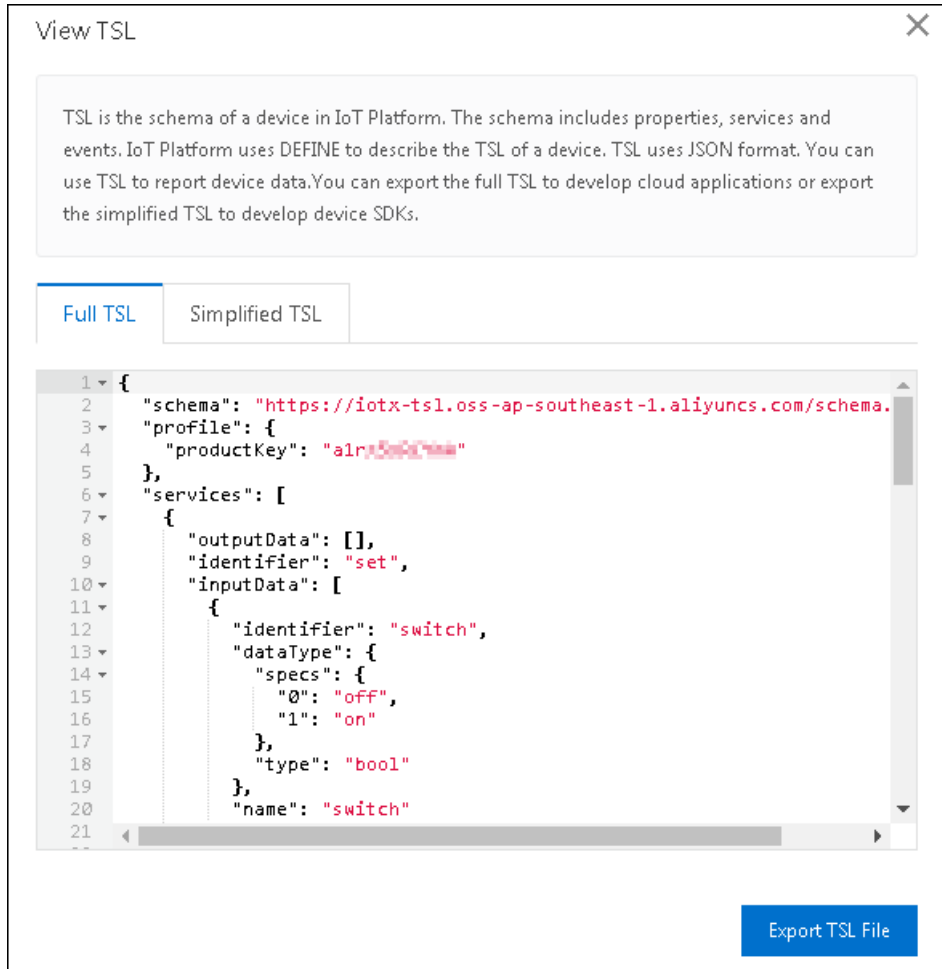 View TSL
TSL is the schema of a device in IoT Platform. The schema includes properties, services and
events. IoT Platform uses DEFINE to describe the TSL of a device. TSL uses JSON format. You can
use TSL to report device data.You can export the full TSL to develop cloud applications or export
the simplified TSL to develop device SDKs.
Full TSL
Simplified TSL
1 {
2 "schema": "https://iotx-tsl.oss-ap-southeast-1.aliyuncs.com/schema.
3 "profile": {
4 "productKey": "a1r
5 },
6 "services": [
7 {
8 "outputData": [],
9 "identifier": "set",
10 "inputData": [
11 {
12 "identifier": "switch",
13 "dataType": {
14 "specs": {
15 "0": "off",
16 "1": "on"
17 },
18 "type": "bool"
19 },
20 "name": "switch"
21
Export TSL File